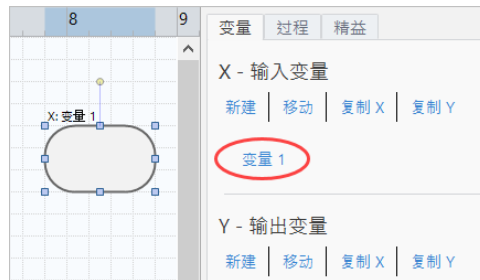 8 9
X: 变量 1
变量 过程 精益
X - 输入变量
新建 移动 复制 X 复制 Y
变量 1
Y - 输出变量
新建 移动 复制 X 复制 Y